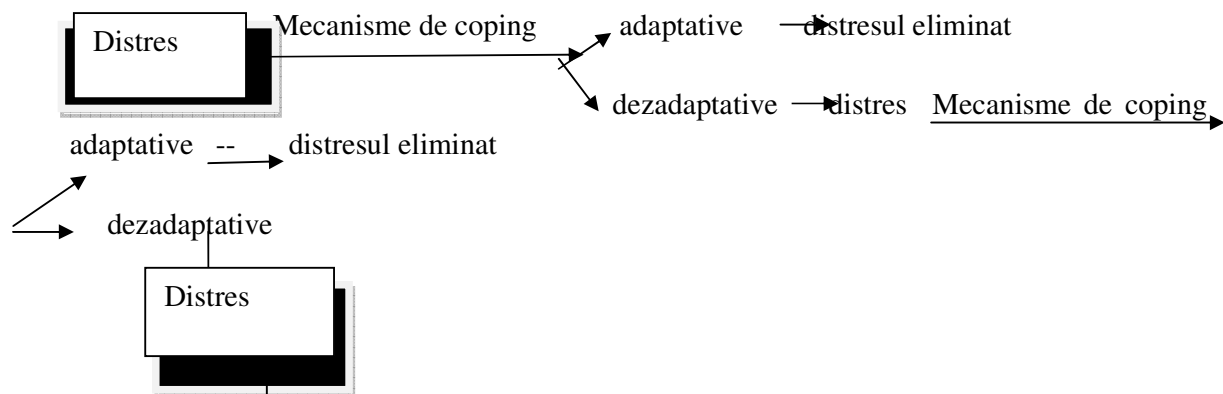 Distres Mecanisme de coping adaptative distresul eliminat
dezadaptative distres Mecanisme de coping
adaptative -- distresul eliminat
dezadaptative
Distres